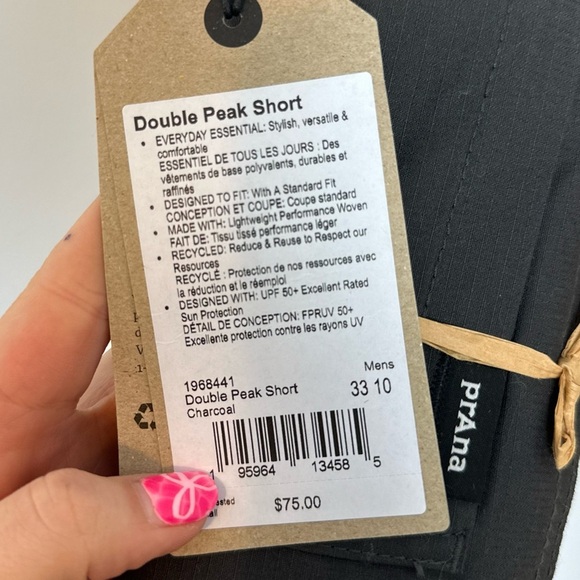 Double Peak Short
• EVERYDAY ESSENTIAL: Stylish, versatile &
comfortable
ESSENTIEL DE TOUS LES JOURS : Des
vêtements de base polyvalents, durables et
raffinés
• DESIGNED TO FIT: With A Standard Fit
CONCEPTION ET COUPE: Coupe standard
• MADE WITH: Lightweight Performance Woven
FAIT DE: Tissu tissé performance léger
• RECYCLED: Reduce & Reuse to Respect our
Resources
RECYCLÉ : Protection de nos ressources avec
la réduction et le réemploi
• DESIGNED WITH: UPF 50+ Excellent Rated
Sun Protection
DÉTAIL DE CONCEPTION: FPRUV 50+
Excellente protection contre les rayons UV
Mens
1968441
Double Peak Short 33 10
Charcoal
1 95964 13458 5
$75.00
prAna